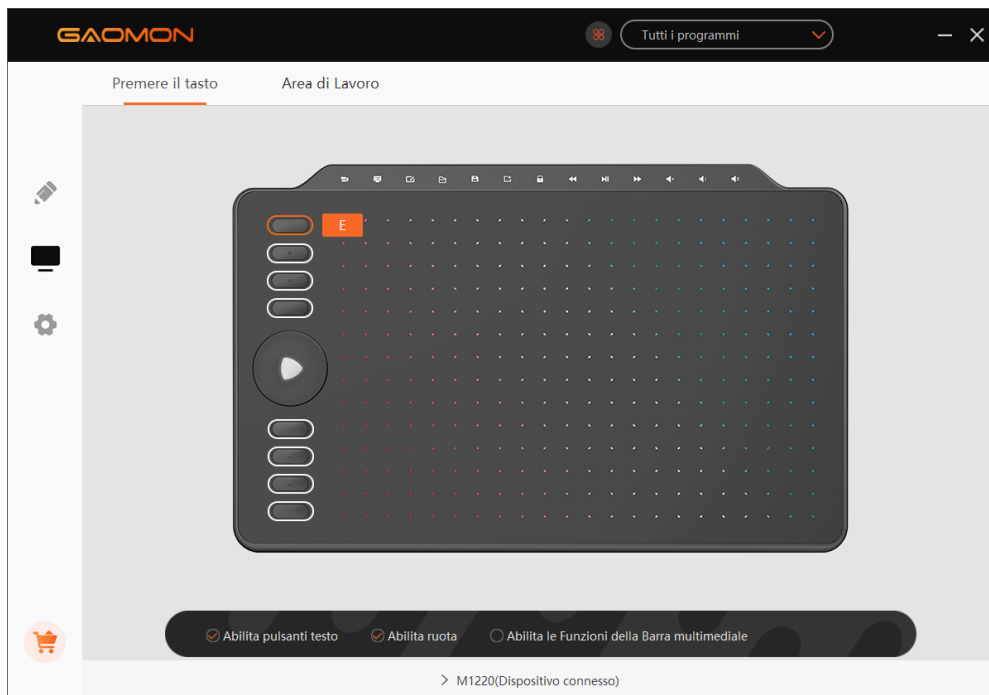 GAOMON
Tutti i programmi
Premere il tasto
Area di Lavoro
E
Abilita pulsanti testo
Abilita ruota
Abilita le Funzioni della Barra multimediale
M1220(Dispositivo connesso)